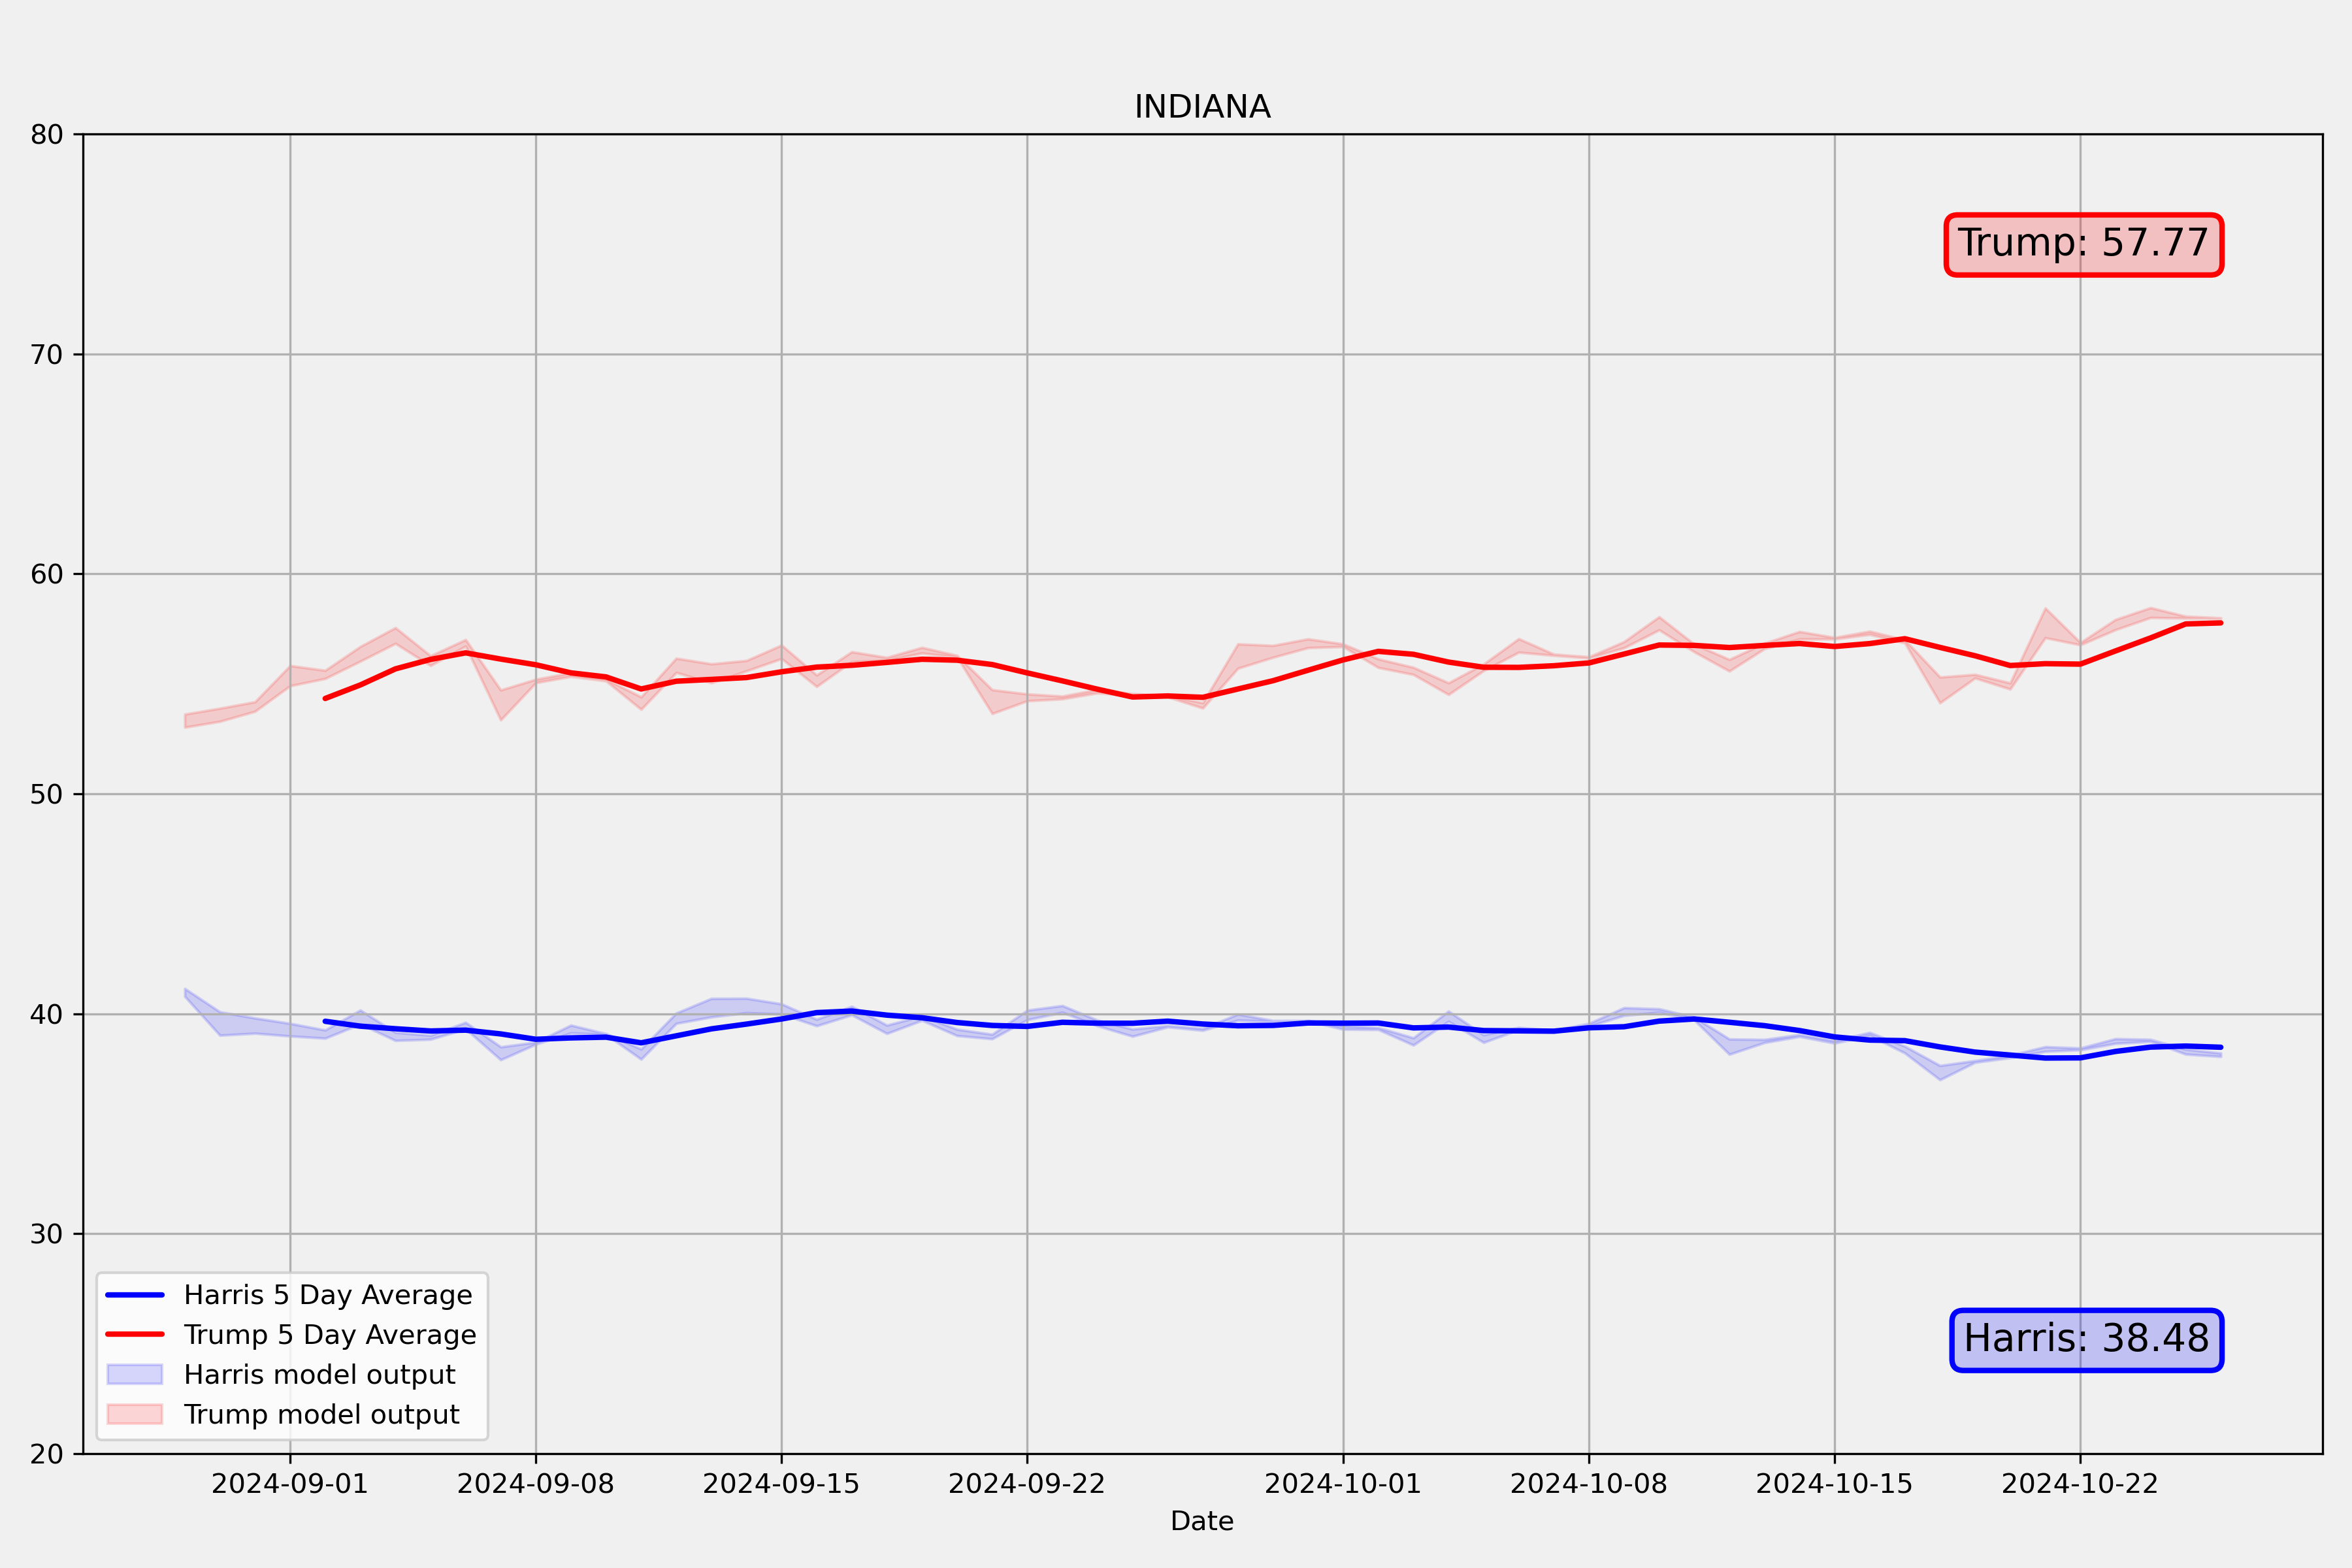 INDIANA
80
70
60
50
40
30
20
Trump: 57.77
Harris: 38.48
Harris 5 Day Average
Trump 5 Day Average
Harris model output
Trump model output
2024-09-01 2024-09-08 2024-09-15 2024-09-22 2024-10-01 2024-10-08 2024-10-15 2024-10-22
Date